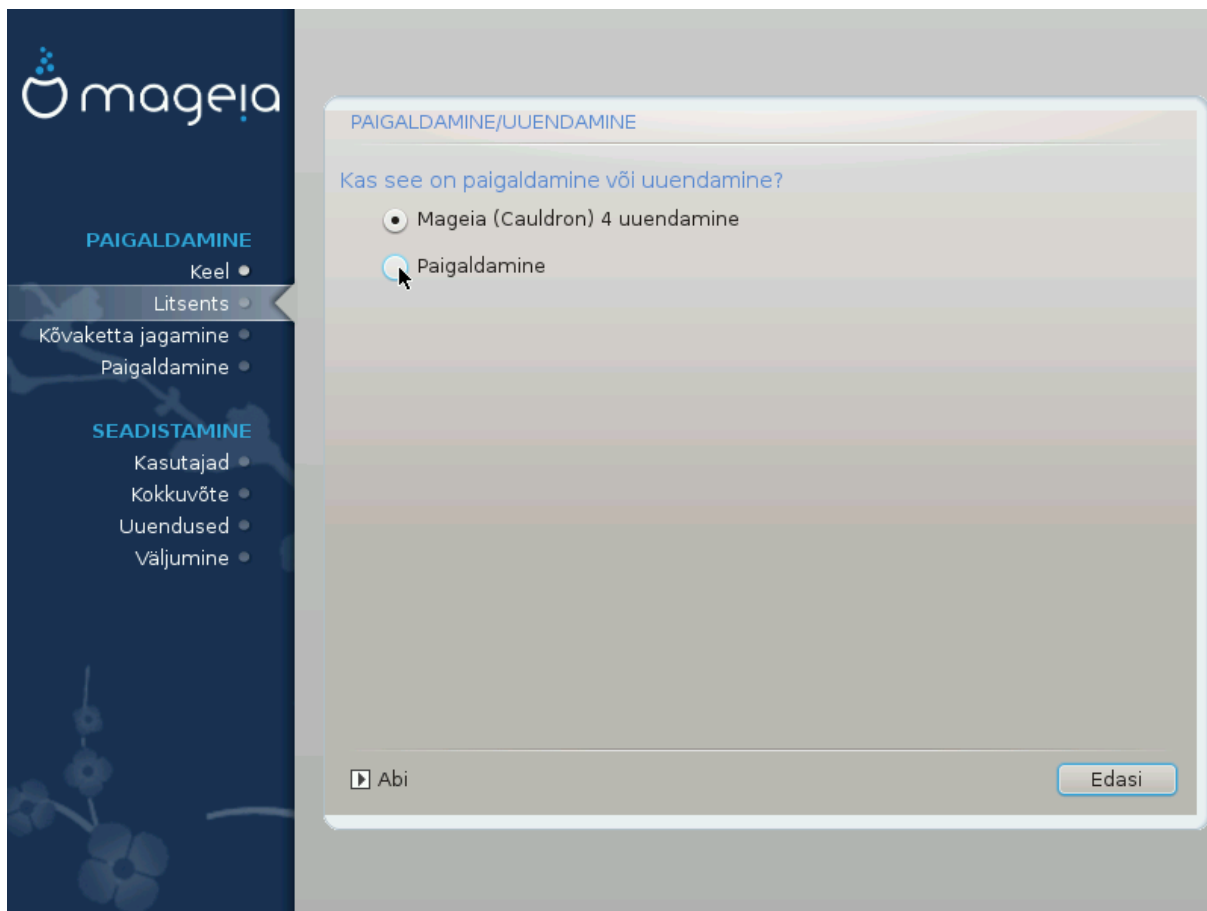 mageia
PAIGALDAMINE
Keel
Litsents
Kõvaketta jagamine
Paigaldamine
SEADISTAMINE
Kasutajad
Kokkuvõte
Uuendused
Väljumine
PAIGALDAMINE/UUENDAMINE
Kas see on paigaldamine või uuendamine?
Mageia (Cauldron) 4 uuendamine
Paigaldamine
Abi
Edasi